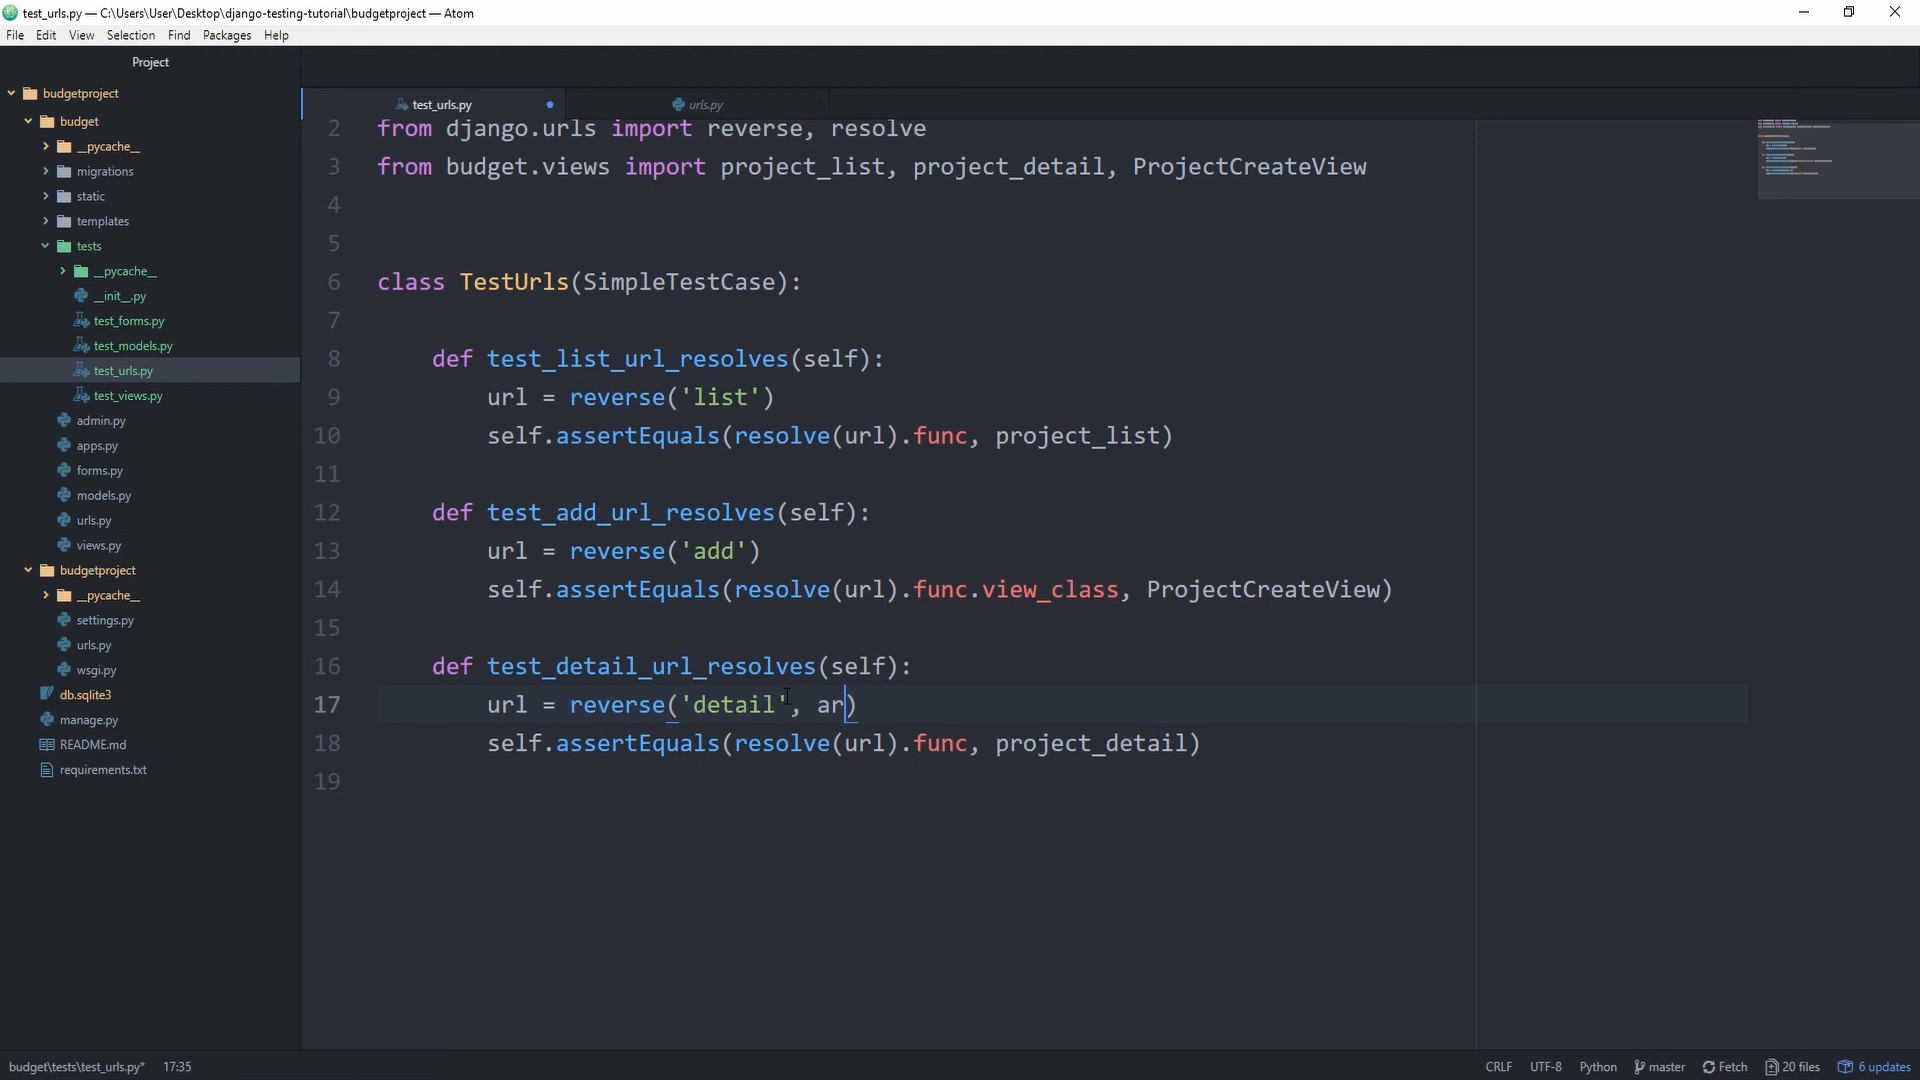 test_urls.py — C:\Users\User\Desktop\django-testing-tutorial\budgetproject — Atom
File Edit View Selection Find Packages Help
Project
budgetproject
budget
__pycache__
migrations
static
templates
tests
__pycache__
__init__.py
test_forms.py
test_models.py
test_urls.py
test_views.py
admin.py
apps.py
forms.py
models.py
urls.py
views.py
budgetproject
__pycache__
settings.py
urls.py
wsgi.py
db.sqlite3
manage.py
README.md
requirements.txt
test_urls.py urls.py
2 from django.urls import reverse, resolve
3 from budget.views import project_list, project_detail, ProjectCreateView
4
5
6 class TestUrls(SimpleTestCase):
7
8 def test_list_url_resolves(self):
9 url = reverse('list')
10 self.assertEquals(resolve(url).func, project_list)
11
12 def test_add_url_resolves(self):
13 url = reverse('add')
14 self.assertEquals(resolve(url).func.view_class, ProjectCreateView)
15
16 def test_detail_url_resolves(self):
17 url = reverse('detail', ar)
18 self.assertEquals(resolve(url).func, project_detail)
19
budget\tests\test_urls.py* 17:35 CRLF UTF-8 Python master Fetch 20 files 6 updates